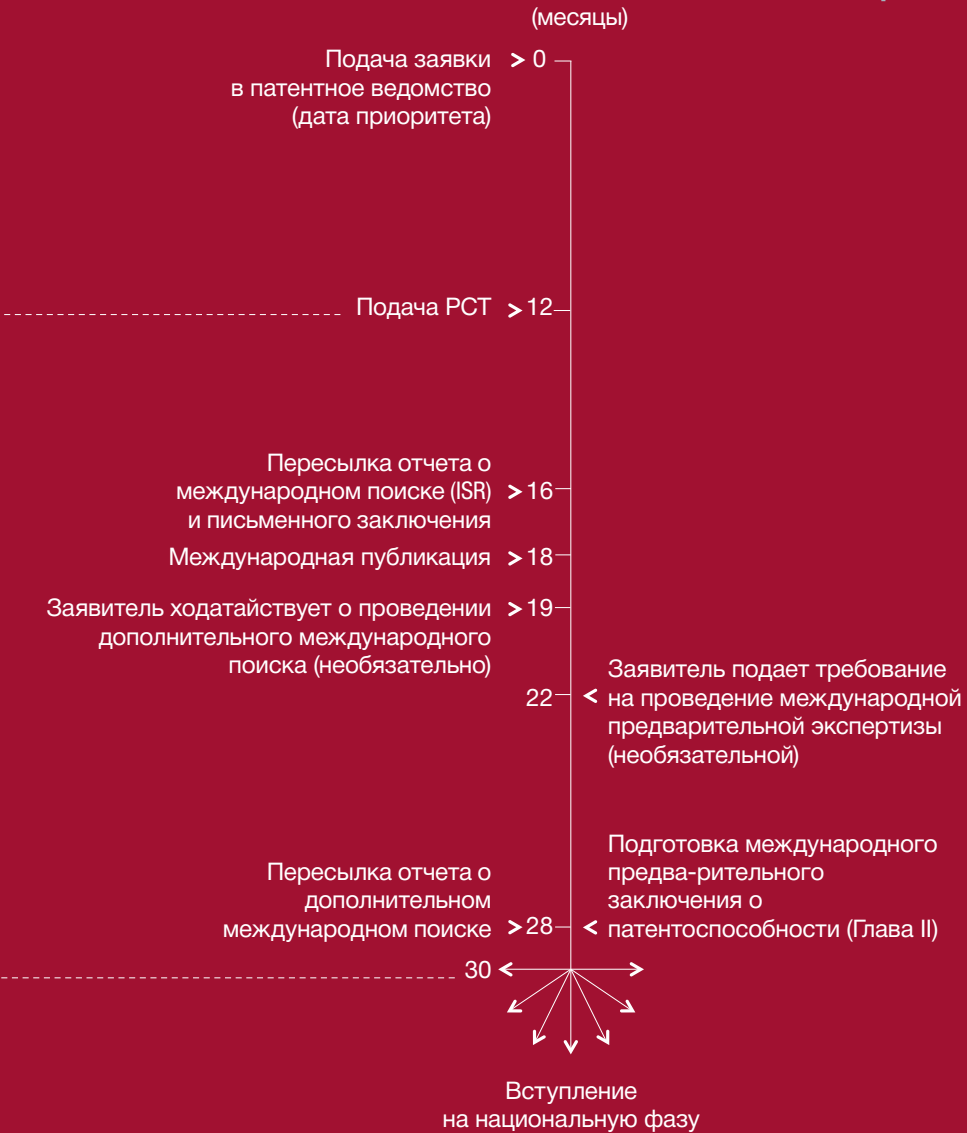 (месяцы)
Подача заявки
в патентное ведомство
(дата приоритета)
> 0
Подача PCT
> 12
Пересылка отчета о
международном поиске (ISR)
и письменного заключения
> 16
Международная публикация
> 18
Заявитель ходатайствует о проведении
дополнительного международного
поиска (необязательно)
> 19
22 <
Заявитель подает требование
на проведение международной
предварительной экспертизы
(необязательной)
Пересылка отчета о
дополнительном
международном поиске
> 28 <
Подготовка международного
предва-рительного
заключения о
патентоспособности (Глава II)
30
Вступление
на национальную фазу